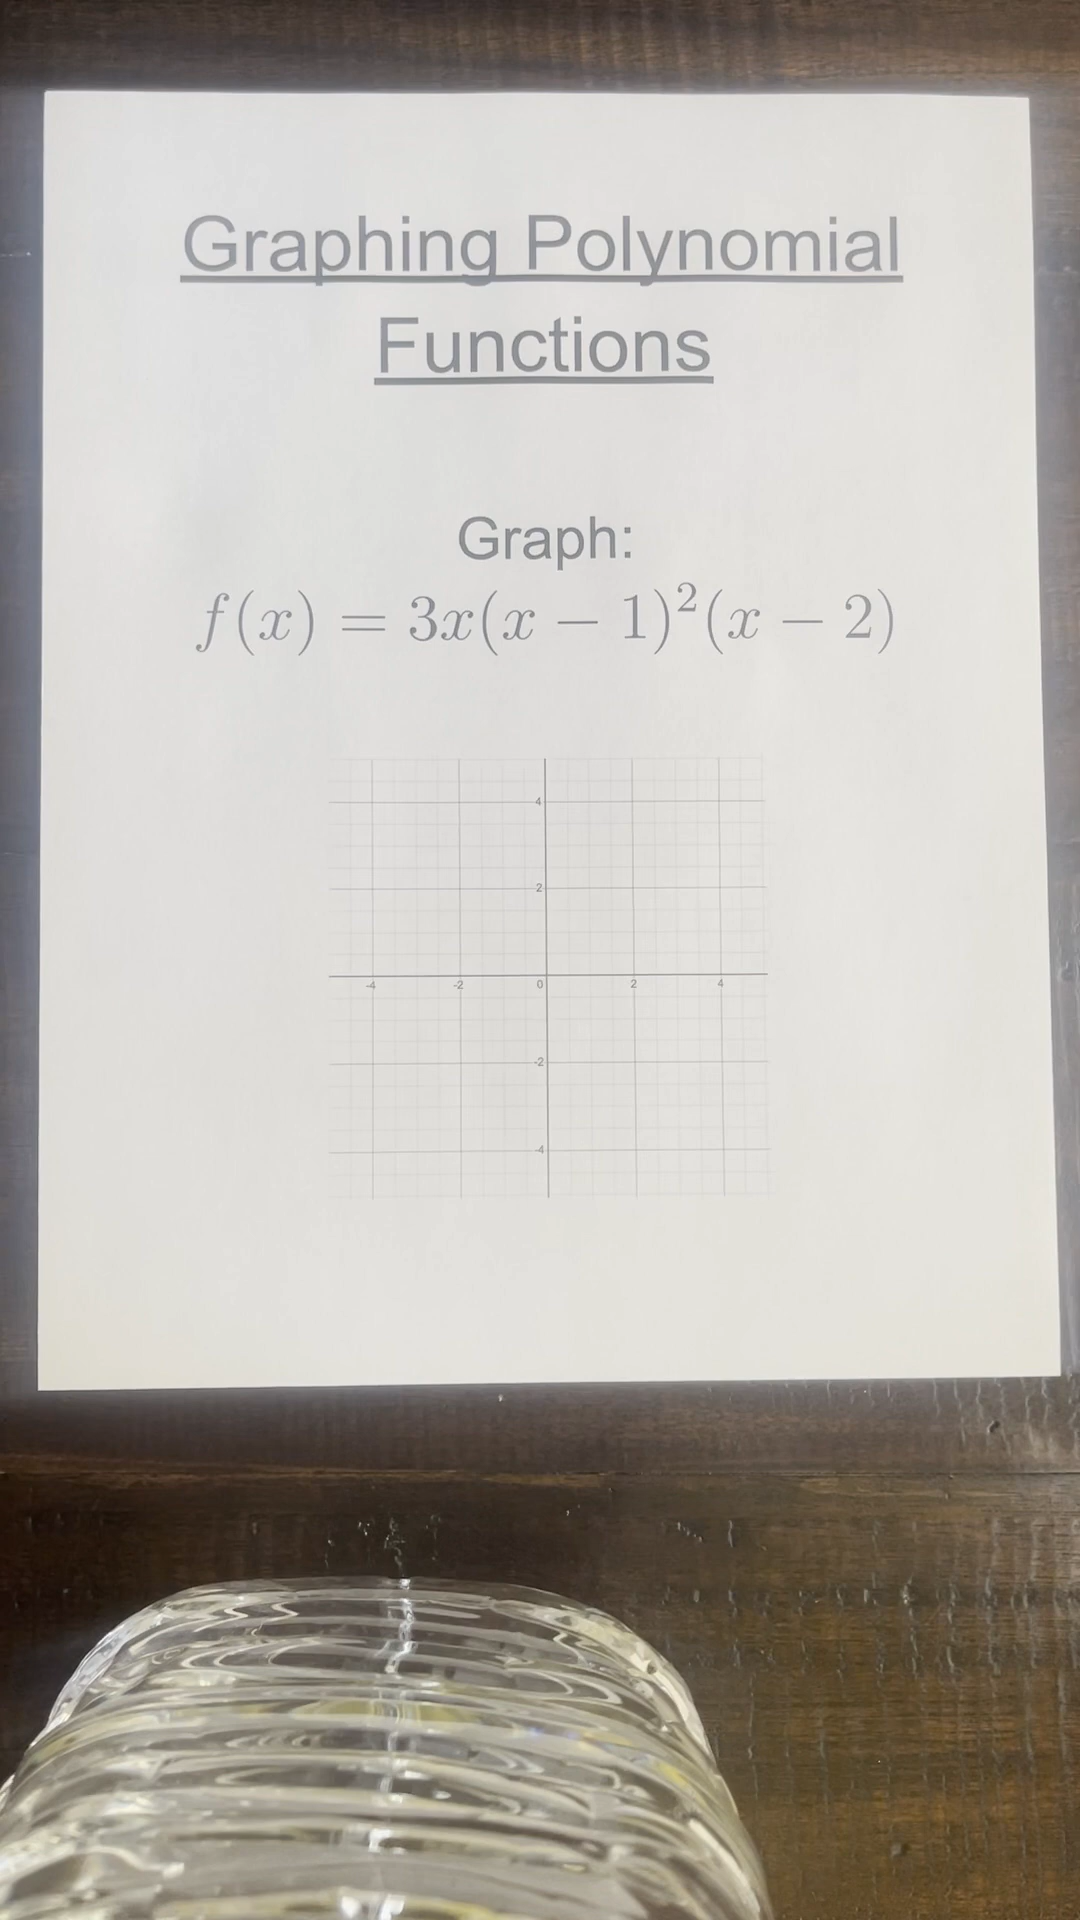 Graphing Polynomial
Functions
Graph:
f(x) = 3x(x − 1)²(x − 2)
4
2
-4 -2 0 2 4
-2
-4